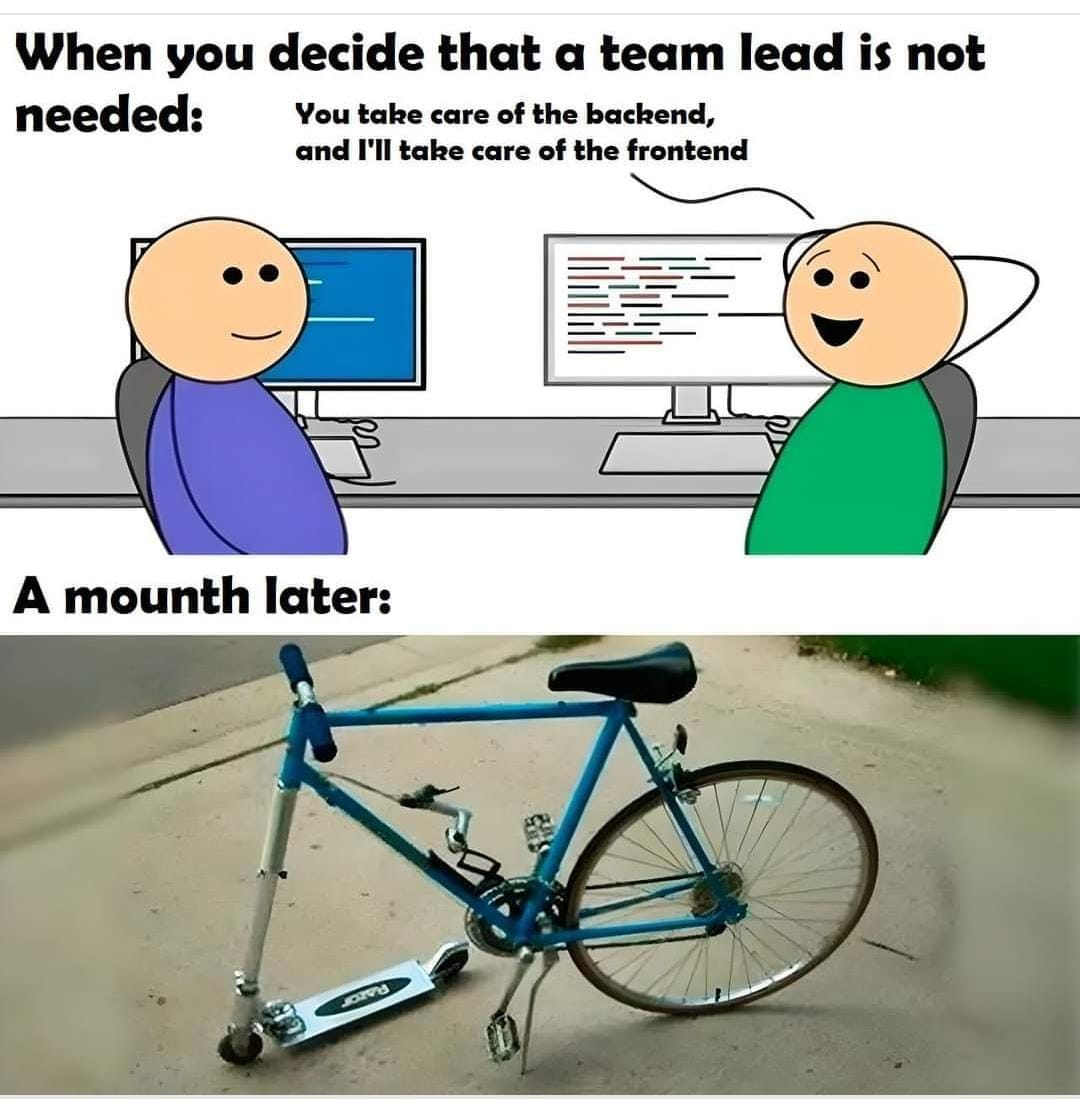 When you decide that a team lead is not
needed:
You take care of the backend,
and I'll take care of the frontend
A mounth later:
RAZOR